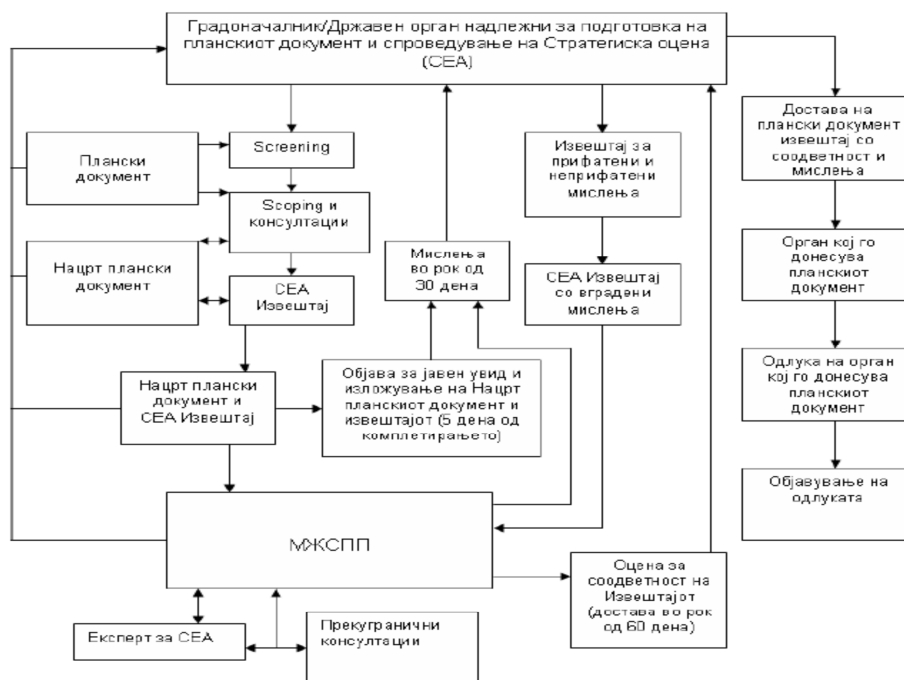 Градоначалник/Државен орган надлежни за подготовка на
планскиот документ и спроведување на Стратегиска оцена
(СЕА)
Плански
документ
Screening
Scoping и
консултации
Нацрт плански
документ
СЕА
Извештај
Мислења
во рок од
30 дена
Извештај за
прифатени и
неприфатени
мислења
СЕА Извештај
со вградени
мислења
Достава на
плански документ
извештај со
соодветност и
мислења
Орган кој го
донесува
планскиот
документ
Одлука на орган
кој го донесува
планскиот
документ
Објавување на
одлуката
Нацрт плански
документ и
СЕА Извештај
Објава за јавен увид и
изложување на Нацрт
планскиот документ и
извештајот (5 дена од
комплетирањето)
МЖСПП
Оцена за
соодветност на
Извештајот
(достава во рок
од 60 дена)
Експерт за СЕА
Прекугранични
консултации